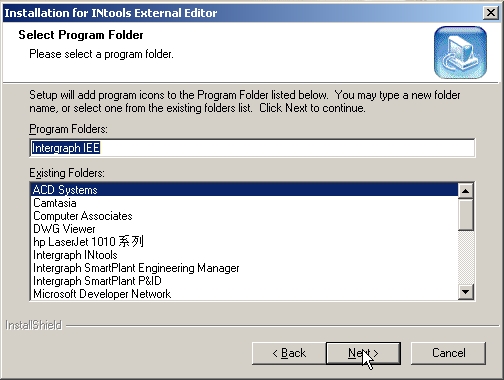 Installation for INtools External Editor
Select Program Folder
Please select a program folder.
Setup will add program icons to the Program Folder listed below. You may type a new folder
name, or select one from the existing folders list. Click Next to continue.
Program Folders:
Intergraph IEE
Existing Folders:
ACD Systems
Camtasia
Computer Associates
DWG Viewer
hp LaserJet 1010 系列
Intergraph INtools
Intergraph SmartPlant Engineering Manager
Intergraph SmartPlant P&ID
Microsoft Developer Network
InstallShield
< Back
Next >
Cancel